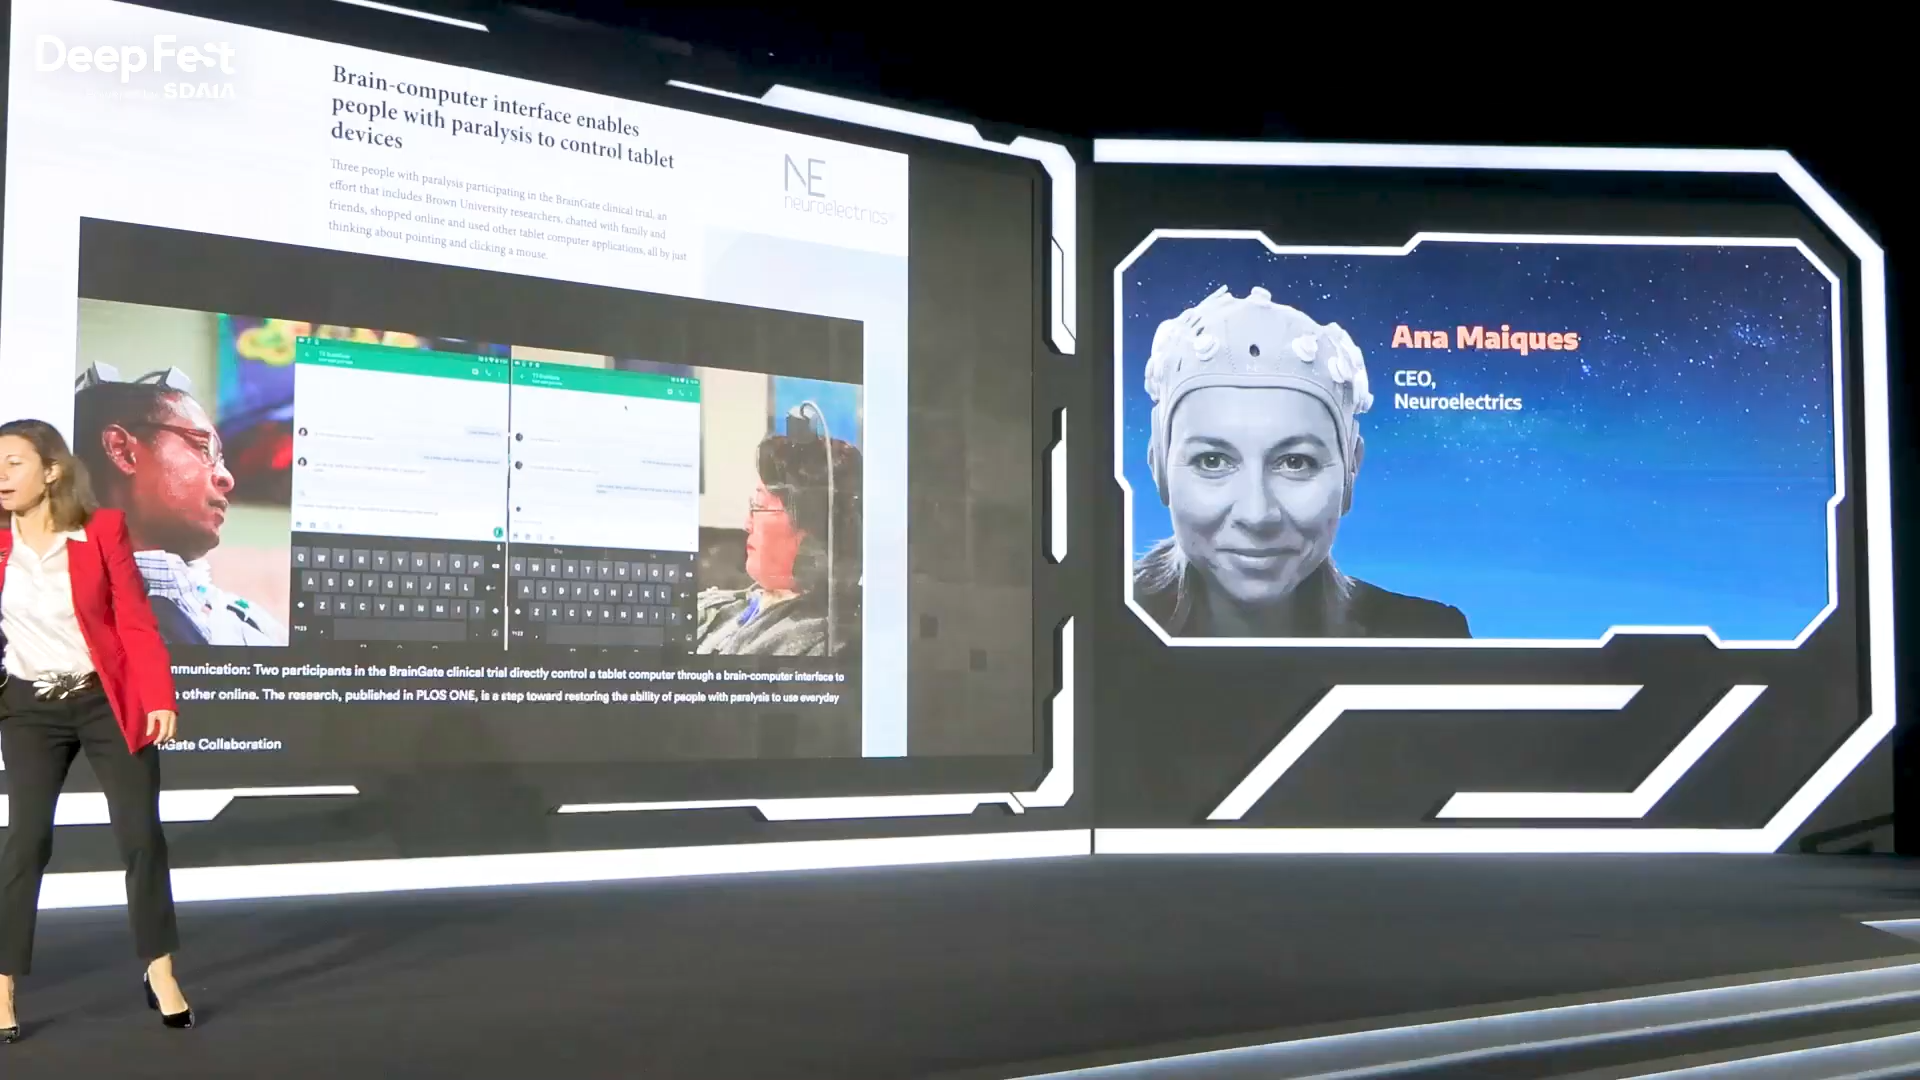 DeepFest
SDAIA
Brain-computer interface enables
people with paralysis to control tablet
devices
Three people with paralysis participating in the BrainGate clinical trial, an
effort that includes Brown University researchers, chatted with family and
friends, shopped online and used other tablet computer applications, all by just
thinking about pointing and clicking a mouse.
NE
neuroelectrics
Q W E R T Y U I O P
A S D F G H J K L
Z X C V B N M ! ?
Q W E R T Y U I O P
A S D F G H J K L
Z X C V B N M ! ?
mmunication: Two participants in the BrainGate clinical trial directly control a tablet computer through a brain-computer interface to
other online. The research, published in PLOS ONE, is a step toward restoring the ability of people with paralysis to use everyday
Gate Collaboration
Ana Maiques
CEO,
Neuroelectrics